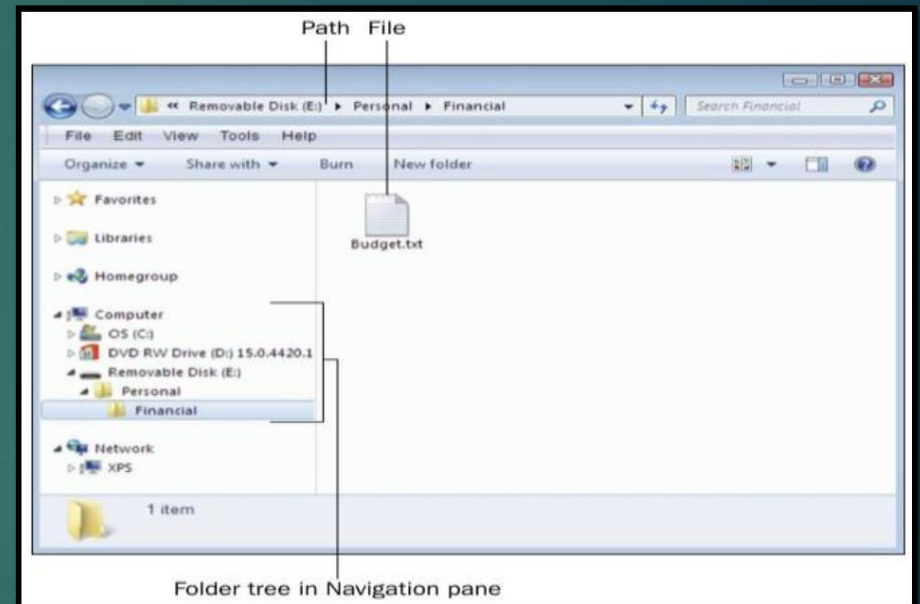 Path File
« Removable Disk (E:) ▸ Personal ▸ Financial
Search Financial
File Edit View Tools Help
Organize Share with Burn New folder
Favorites
Libraries
Budget.txt
Homegroup
Computer
OS (C:)
DVD RW Drive (D:) 15.0.4420.1
Removable Disk (E:)
Personal
Financial
Network
XPS
1 item
Folder tree in Navigation pane